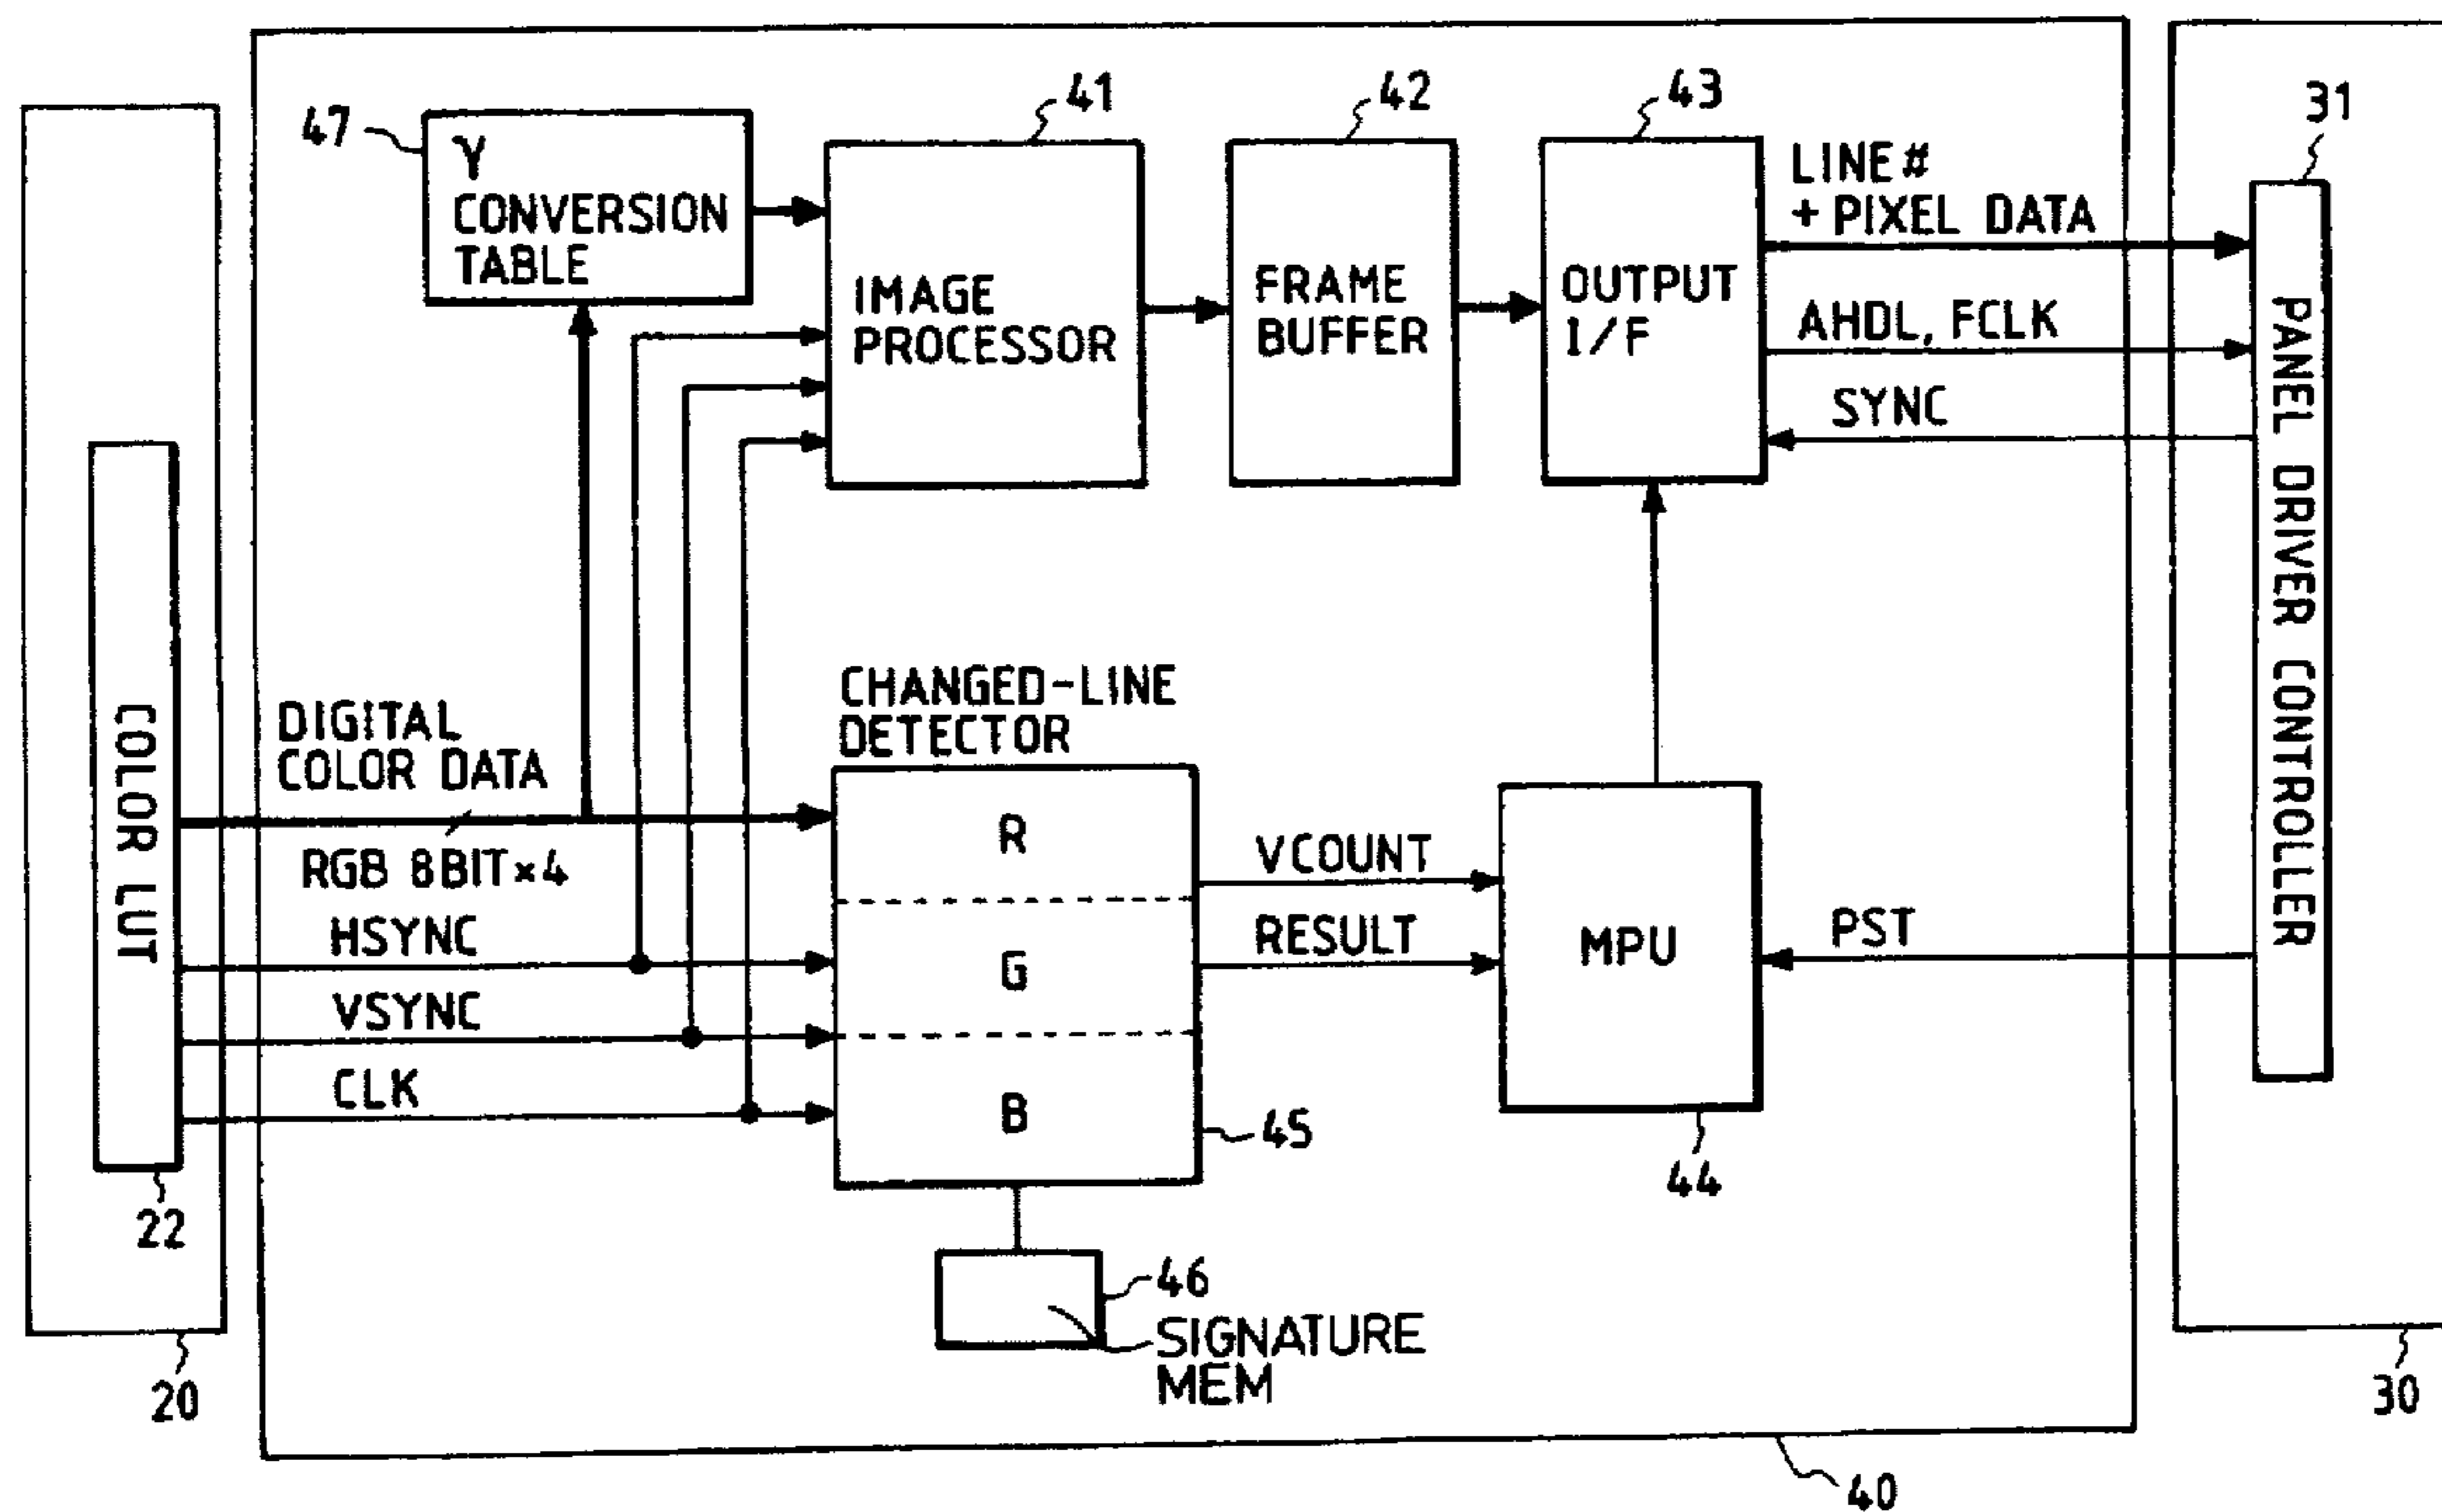 41
42
43
31
47
γ
CONVERSION
TABLE
IMAGE
PROCESSOR
FRAME
BUFFER
OUTPUT
I/F
LINE#
+ PIXEL DATA
AHDL, FCLK
SYNC
PANEL DRIVER CONTROLLER
COLOR LUT
DIGITAL
COLOR DATA
RGB 8BIT×4
HSYNC
VSYNC
CLK
CHANGED-LINE
DETECTOR
R
G
B
VCOUNT
RESULT
MPU
PST
45
44
22
46
SIGNATURE
MEM
20
30
40